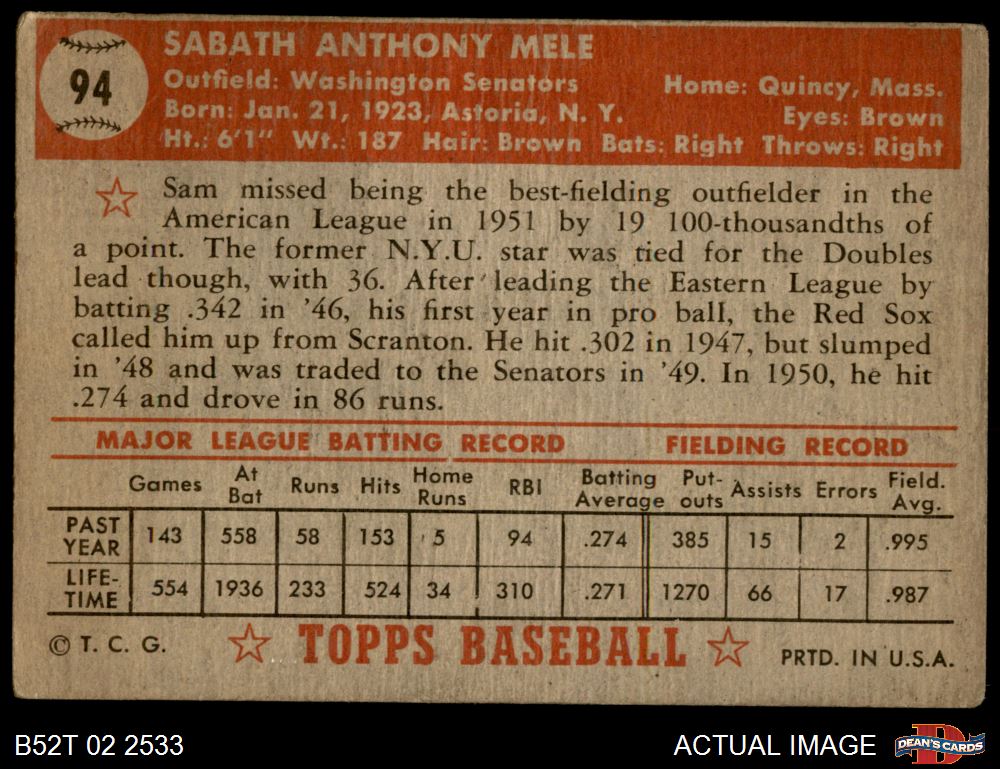 94
SABATH ANTHONY MELE
Outfield: Washington Senators Home: Quincy, Mass.
Born: Jan. 21, 1923, Astoria, N. Y. Eyes: Brown
Ht.: 6'1" Wt.: 187 Hair: Brown Bats: Right Throws: Right
Sam missed being the best-fielding outfielder in the
American League in 1951 by 19 100-thousandths of
a point. The former N.Y.U. star was tied for the Doubles
lead though, with 36. After leading the Eastern League by
batting .342 in '46, his first year in pro ball, the Red Sox
called him up from Scranton. He hit .302 in 1947, but slumped
in '48 and was traded to the Senators in '49. In 1950, he hit
.274 and drove in 86 runs.
MAJOR LEAGUE BATTING RECORD FIELDING RECORD
Games At Bat Runs Hits Home Runs RBI Batting Average Put-outs Assists Errors Field. Avg.
PAST YEAR 143 558 58 153 5 94 .274 385 15 2 .995
LIFE-TIME 554 1936 233 524 34 310 .271 1270 66 17 .987
© T. C. G. TOPPS BASEBALL PRTD. IN U.S.A.
B52T 02 2533 ACTUAL IMAGE D DEAN'S CARDS